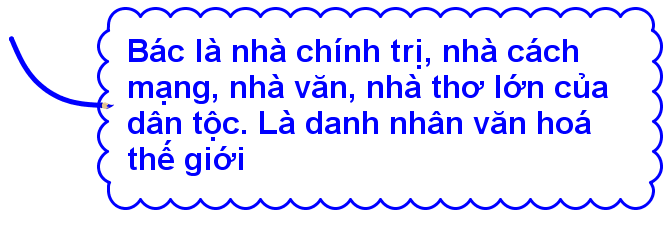 Bác là nhà chính trị, nhà cách
mạng, nhà văn, nhà thơ lớn của
dân tộc. Là danh nhân văn hoá
thế giới